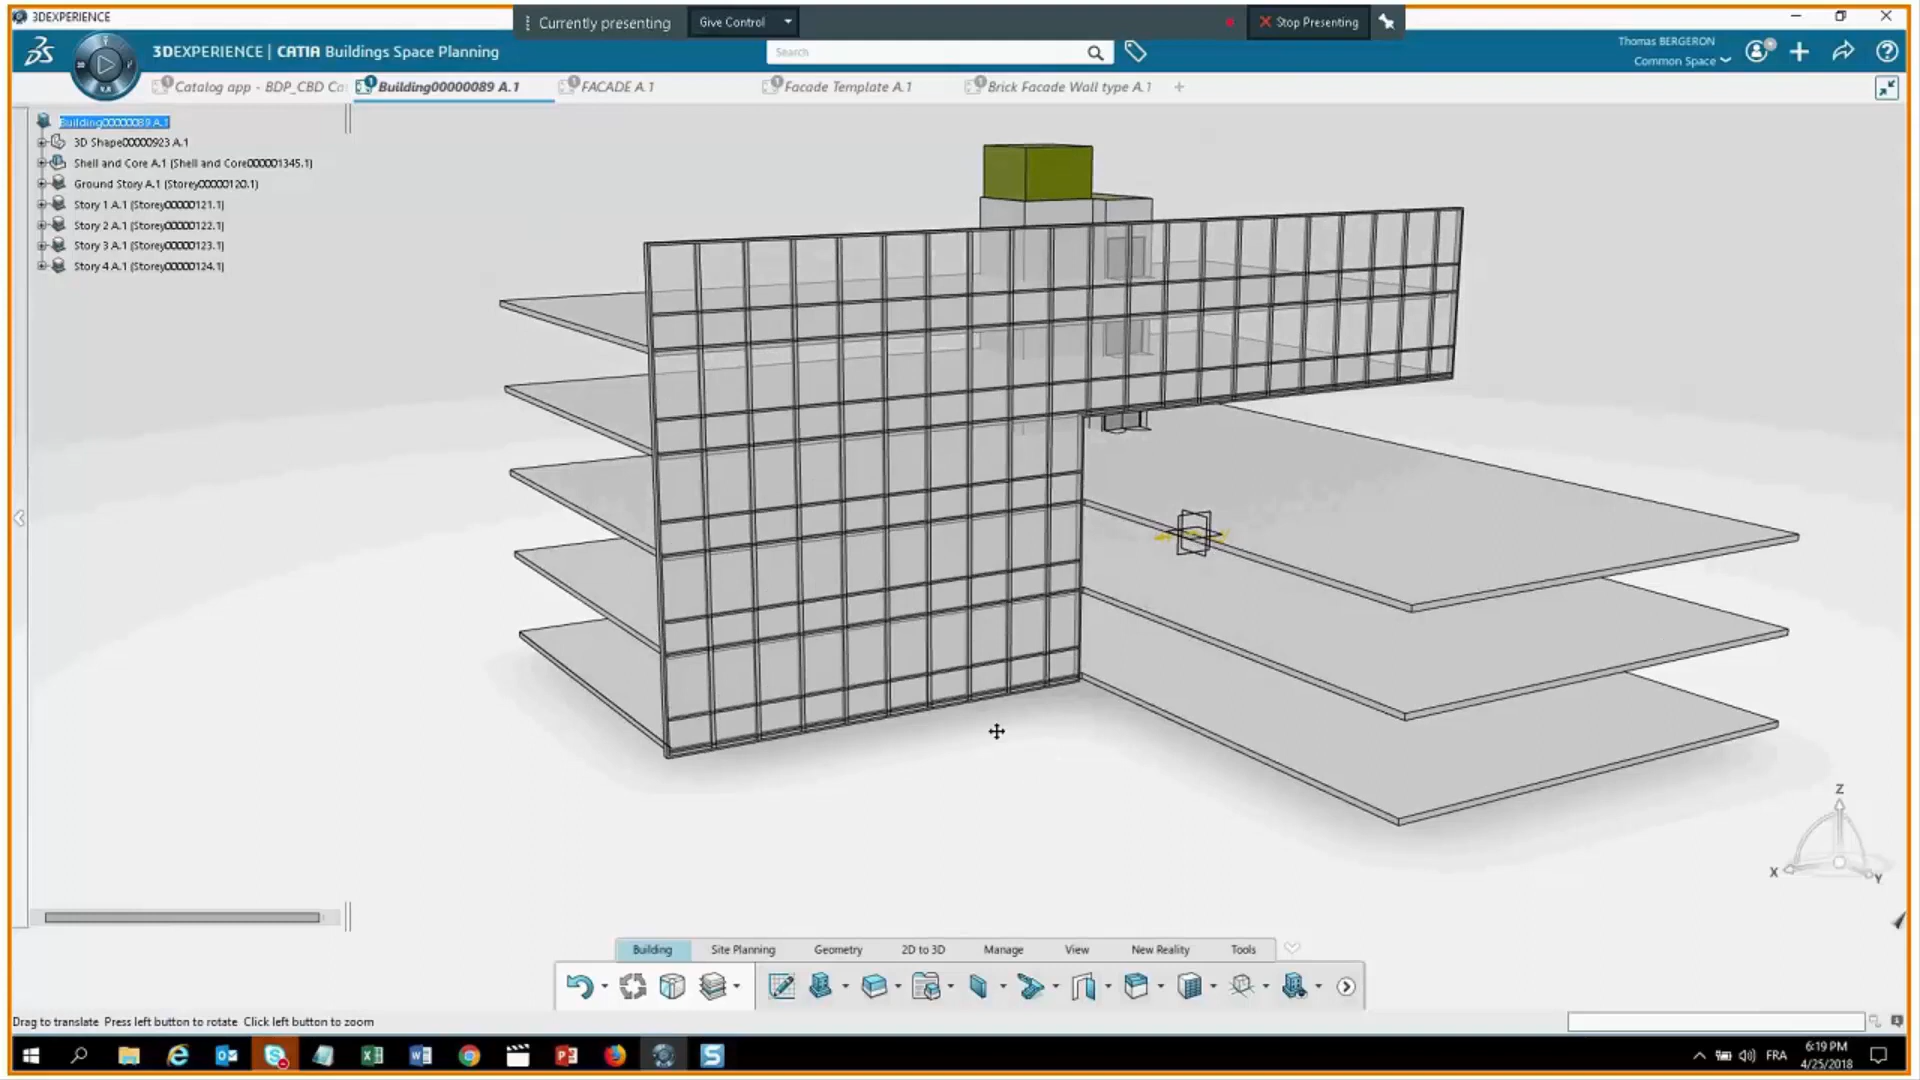 3DEXPERIENCE
Currently presenting
Give Control
Stop Presenting
3DEXPERIENCE | CATIA Buildings Space Planning
Search
Thomas BERGERON
Common Space
Catalog app - BDP_CBD Ca
Building00000089 A.1
FACADE A.1
Facade Template A.1
Brick Facade Wall type A.1
Building00000089 A.1
3D Shape00000923 A.1
Shell and Core A.1 (Shell and Core00001345.1)
Ground Story A.1 (Storey00000120.1)
Story 1 A.1 (Storey00000121.1)
Story 2 A.1 (Storey00000122.1)
Story 3 A.1 (Storey00000123.1)
Story 4 A.1 (Storey00000124.1)
Z
X
Y
Building
Site Planning
Geometry
2D to 3D
Manage
View
New Reality
Tools
Drag to translate Press left button to rotate Click left button to zoom
FRA
6:19 PM
4/25/2018